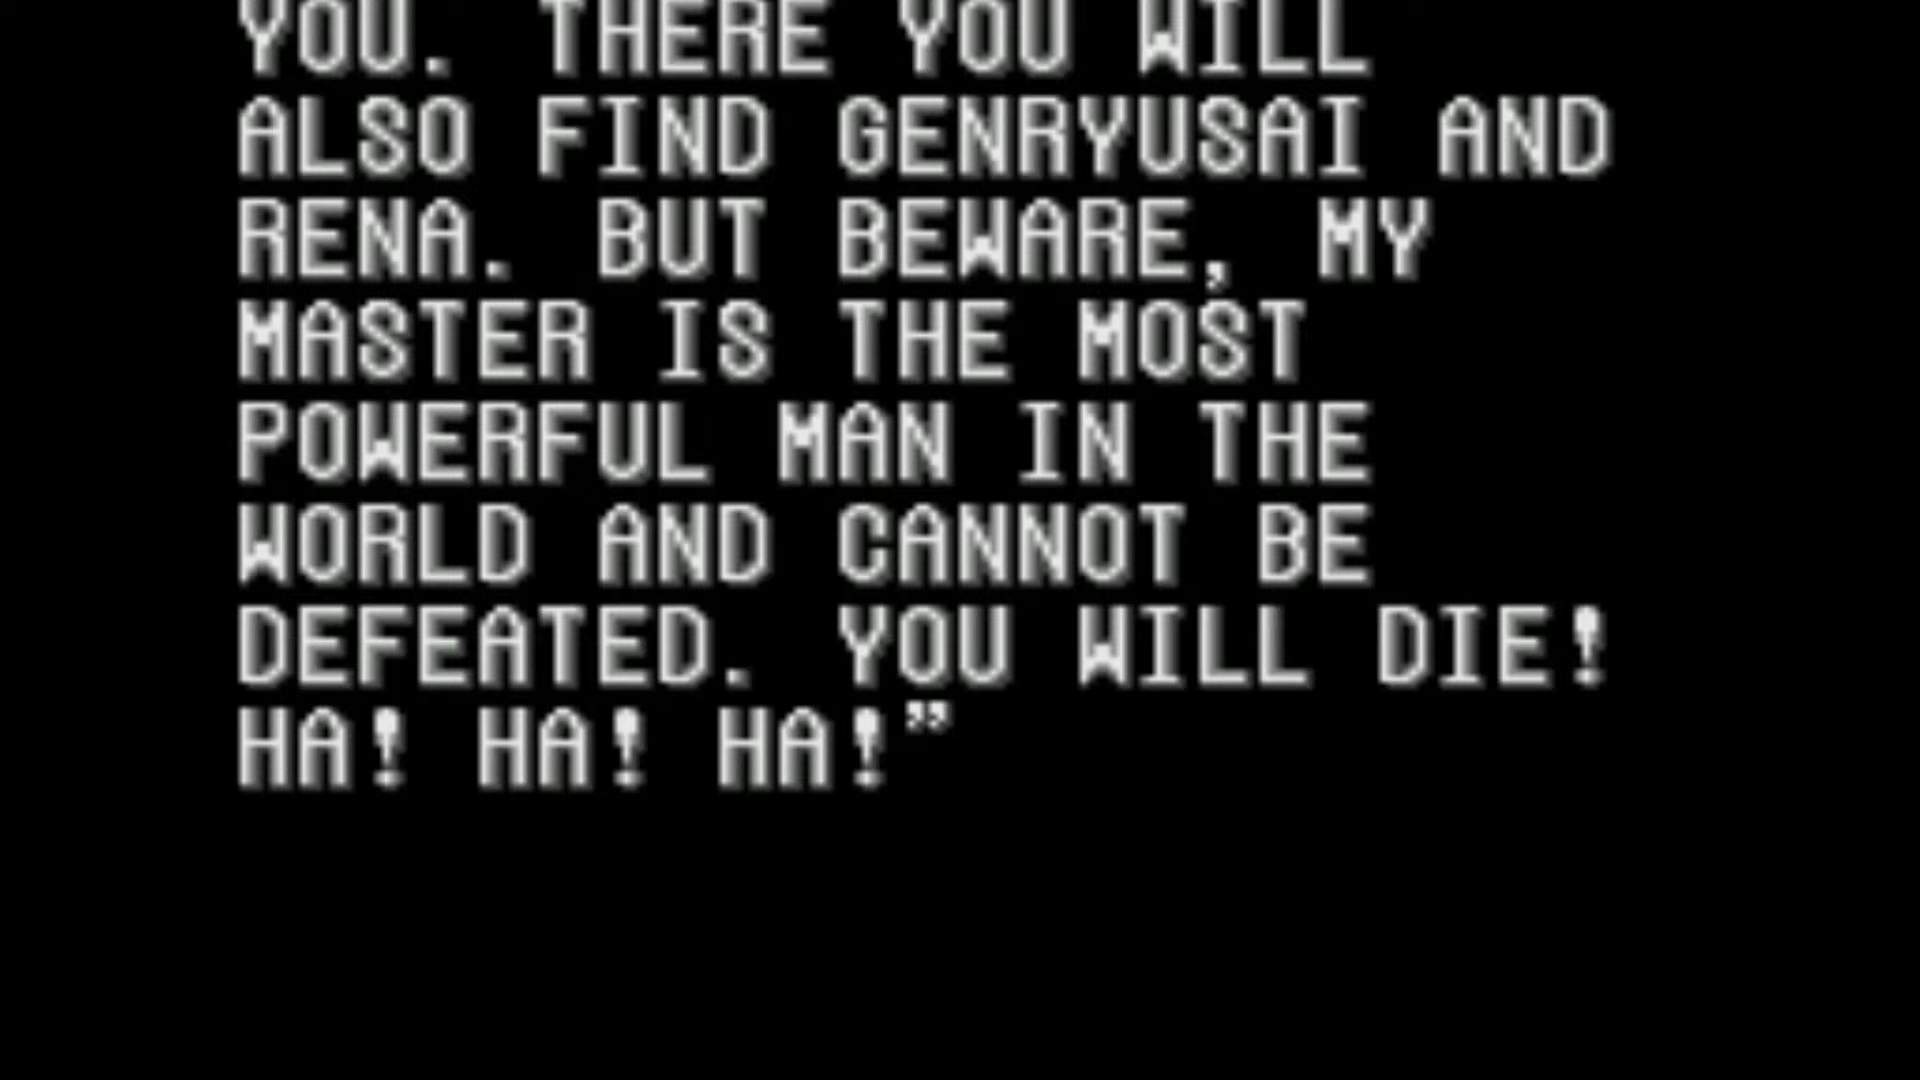 YOU. THERE YOU WILL
ALSO FIND GENRYUSAI AND
RENA. BUT BEWARE, MY
MASTER IS THE MOST
POWERFUL MAN IN THE
WORLD AND CANNOT BE
DEFEATED. YOU WILL DIE!
HA! HA! HA!”